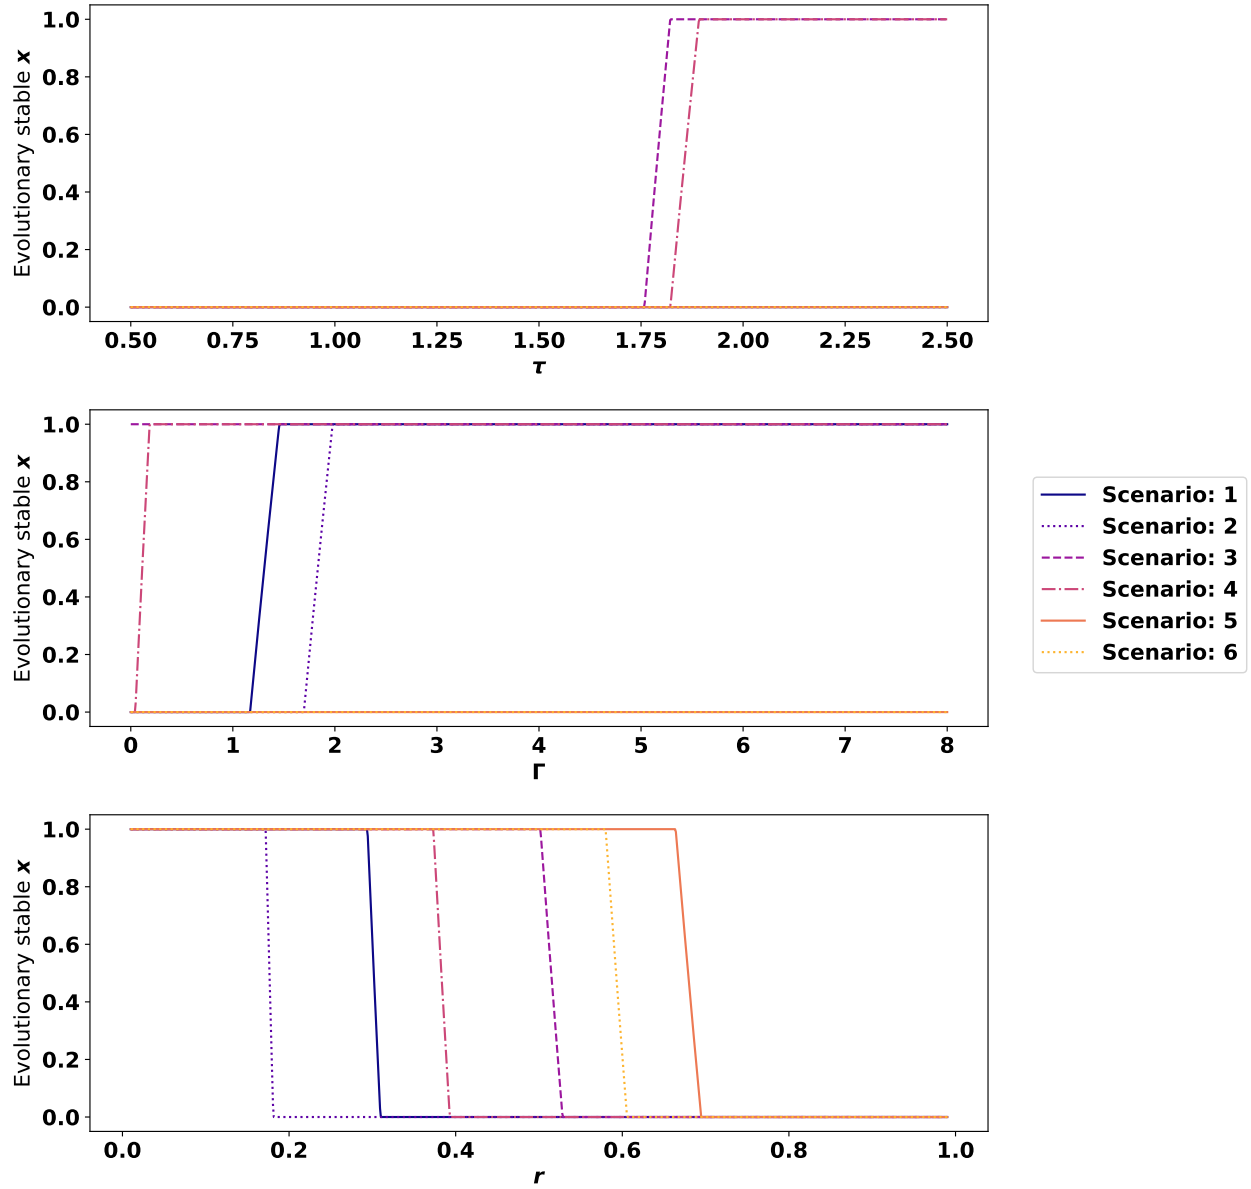 Evolutionary stable x
1.0
0.8
0.6
0.4
0.2
0.0
0.50 0.75 1.00 1.25 1.50 1.75 2.00 2.25 2.50
τ
Evolutionary stable x
1.0
0.8
0.6
0.4
0.2
0.0
0 1 2 3 4 5 6 7 8
Γ
Scenario: 1
Scenario: 2
Scenario: 3
Scenario: 4
Scenario: 5
Scenario: 6
Evolutionary stable x
1.0
0.8
0.6
0.4
0.2
0.0
0.0 0.2 0.4 0.6 0.8 1.0
r